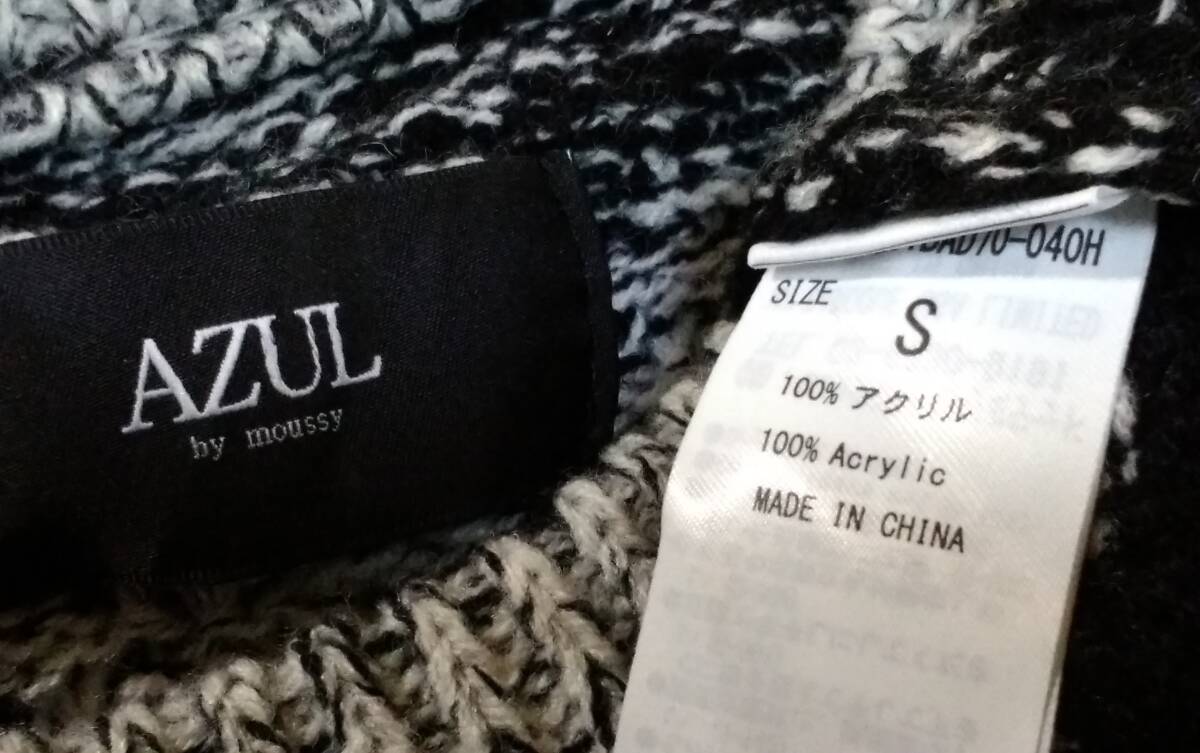 AZUL
by moussy
SIZE
S
100% アクリル
100% Acrylic
MADE IN CHINA